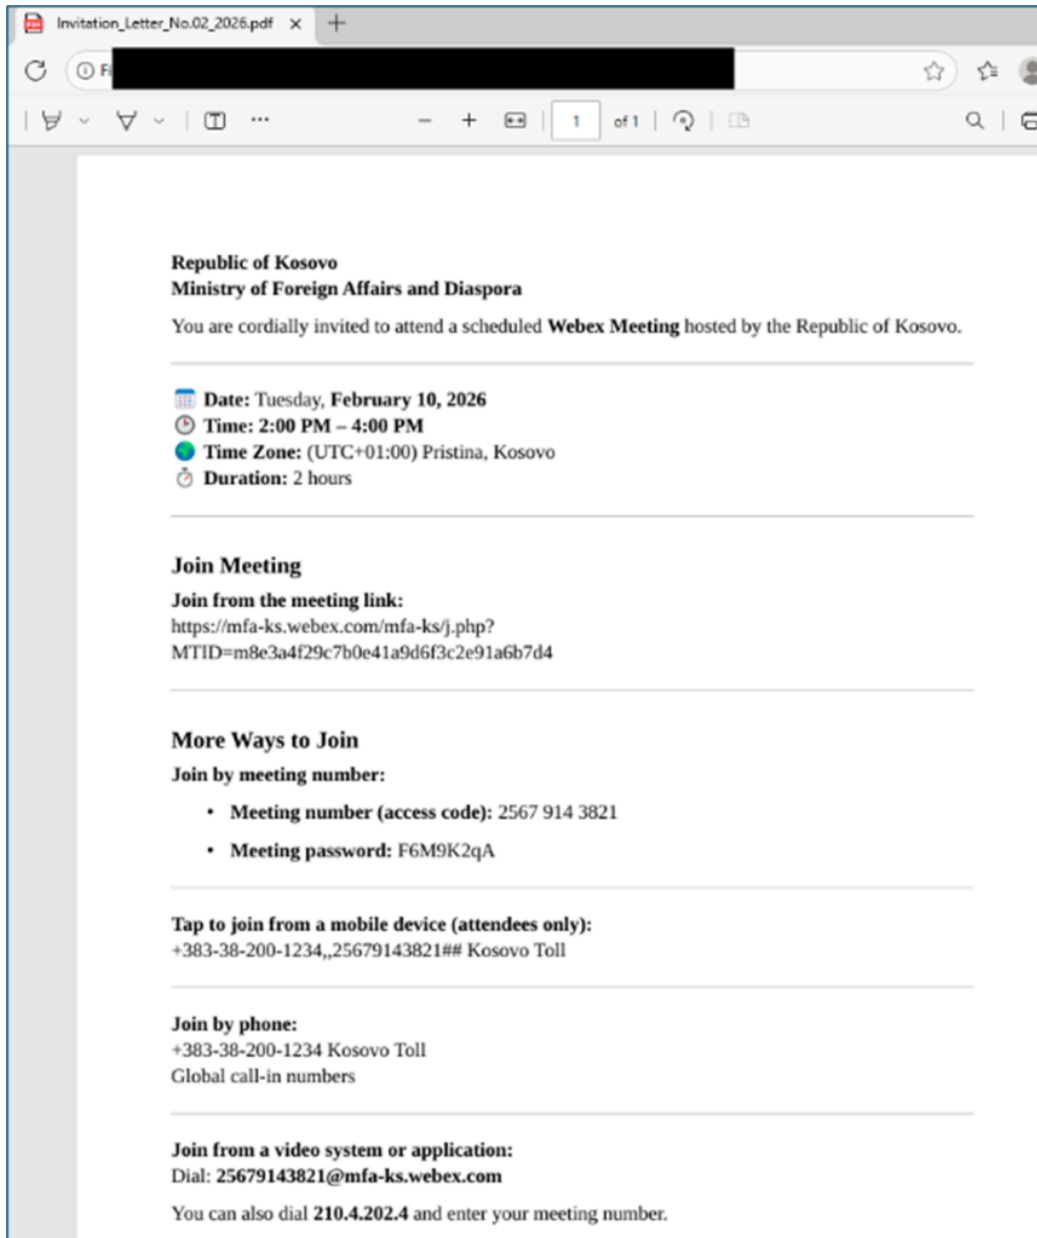 Invitation_Letter_No.02_2026.pdf
1 of 1
Republic of Kosovo
Ministry of Foreign Affairs and Diaspora
You are cordially invited to attend a scheduled Webex Meeting hosted by the Republic of Kosovo.
Date: Tuesday, February 10, 2026
Time: 2:00 PM – 4:00 PM
Time Zone: (UTC+01:00) Pristina, Kosovo
Duration: 2 hours
Join Meeting
Join from the meeting link:
https://mfa-ks.webex.com/mfa-ks/j.php?
MTID=m8e3a4f29c7b0e41a9d6f3c2e91a6b7d4
More Ways to Join
Join by meeting number:
• Meeting number (access code): 2567 914 3821
• Meeting password: F6M9K2qA
Tap to join from a mobile device (attendees only):
+383-38-200-1234,,25679143821## Kosovo Toll
Join by phone:
+383-38-200-1234 Kosovo Toll
Global call-in numbers
Join from a video system or application:
Dial: 25679143821@mfa-ks.webex.com
You can also dial 210.4.202.4 and enter your meeting number.